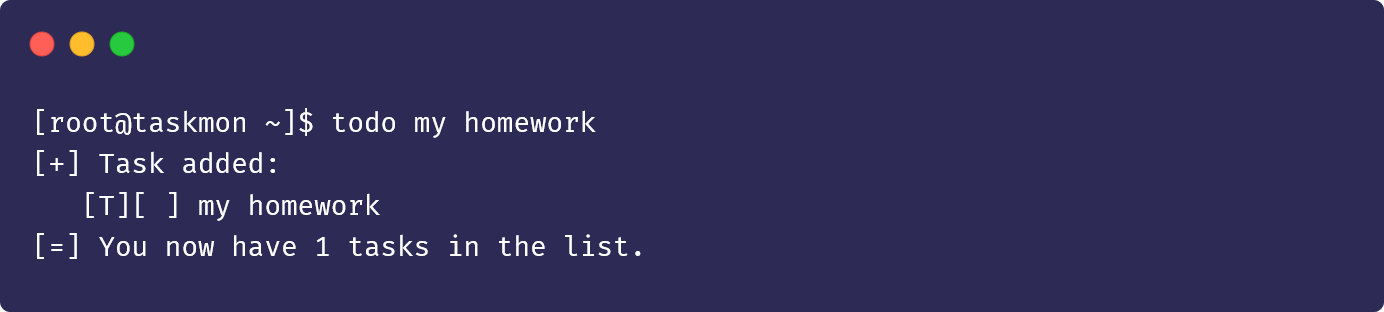 [root@taskmon ~]$ todo my homework
[+] Task added:
   [T][ ] my homework
[=] You now have 1 tasks in the list.